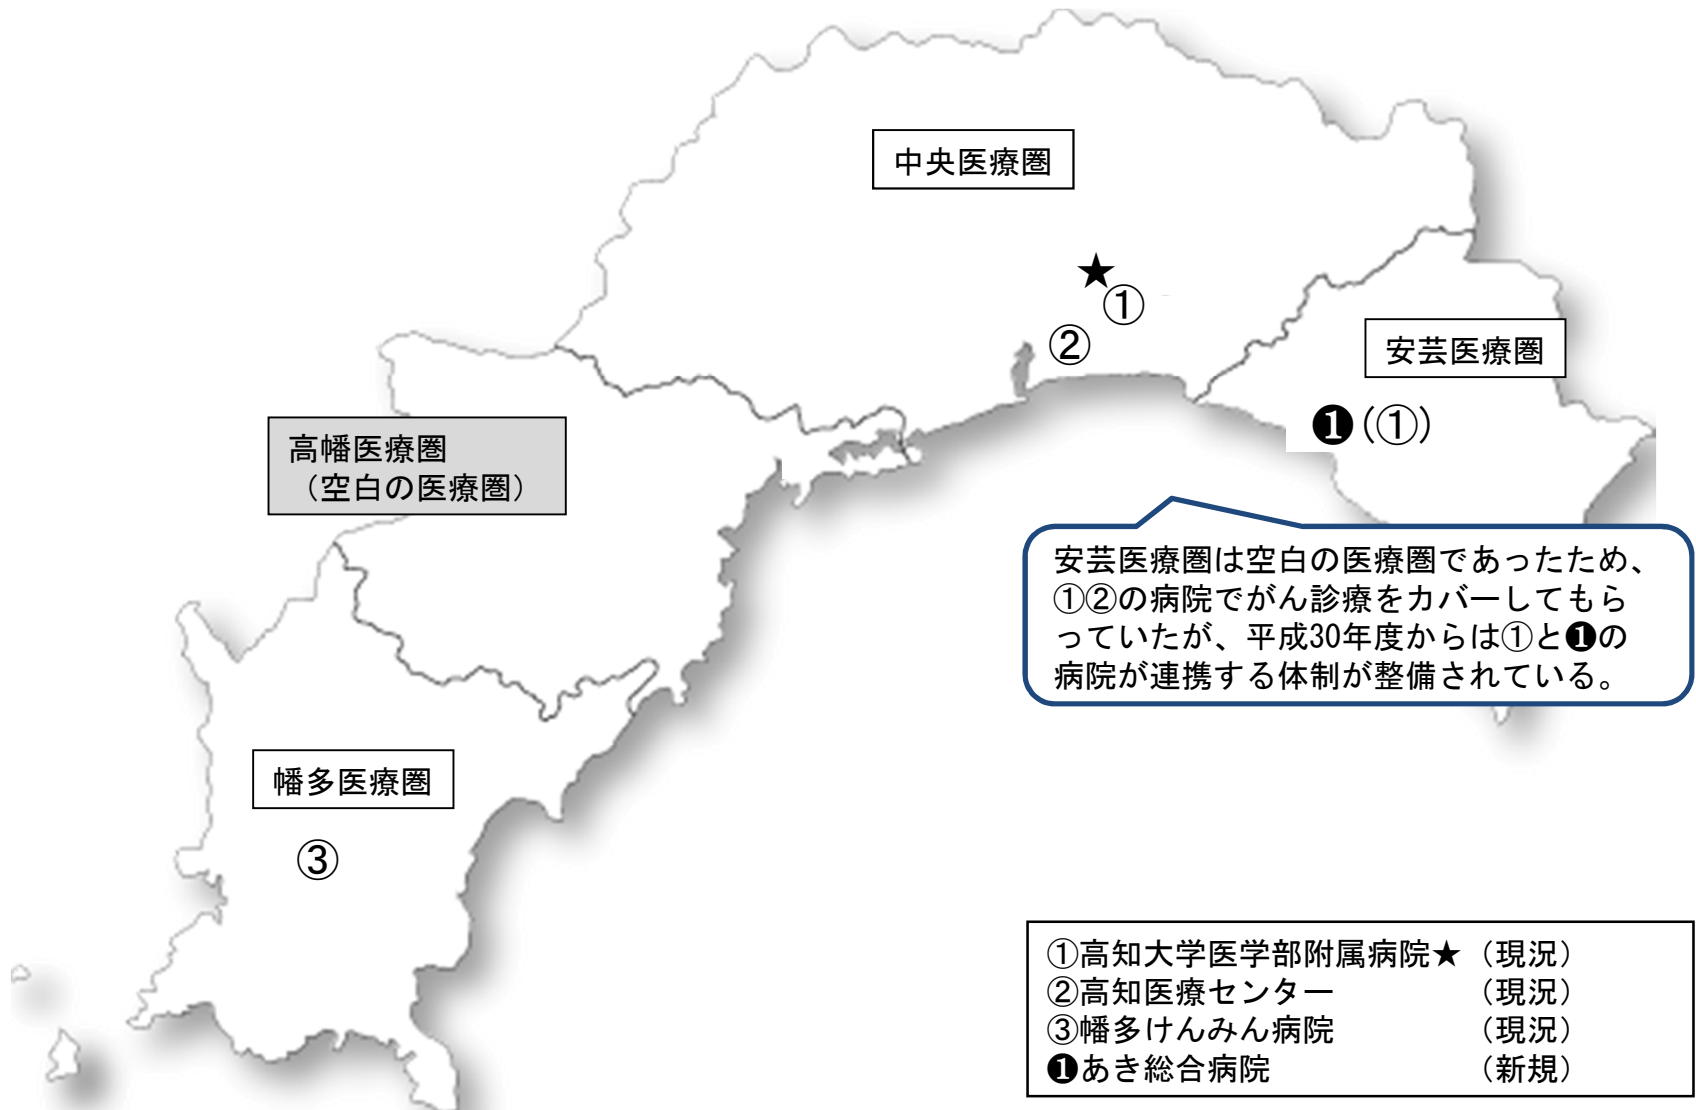 中央医療圏
★
①
②
安芸医療圏
❶(①)
高幡医療圏
（空白の医療圏）
安芸医療圏は空白の医療圏であったため、
①②の病院でがん診療をカバーしてもら
っていたが、平成30年度からは①と❶の
病院が連携する体制が整備されている。
幡多医療圏
③
①高知大学医学部附属病院★（現況）
②高知医療センター（現況）
③幡多けんみん病院（現況）
❶あき総合病院（新規）